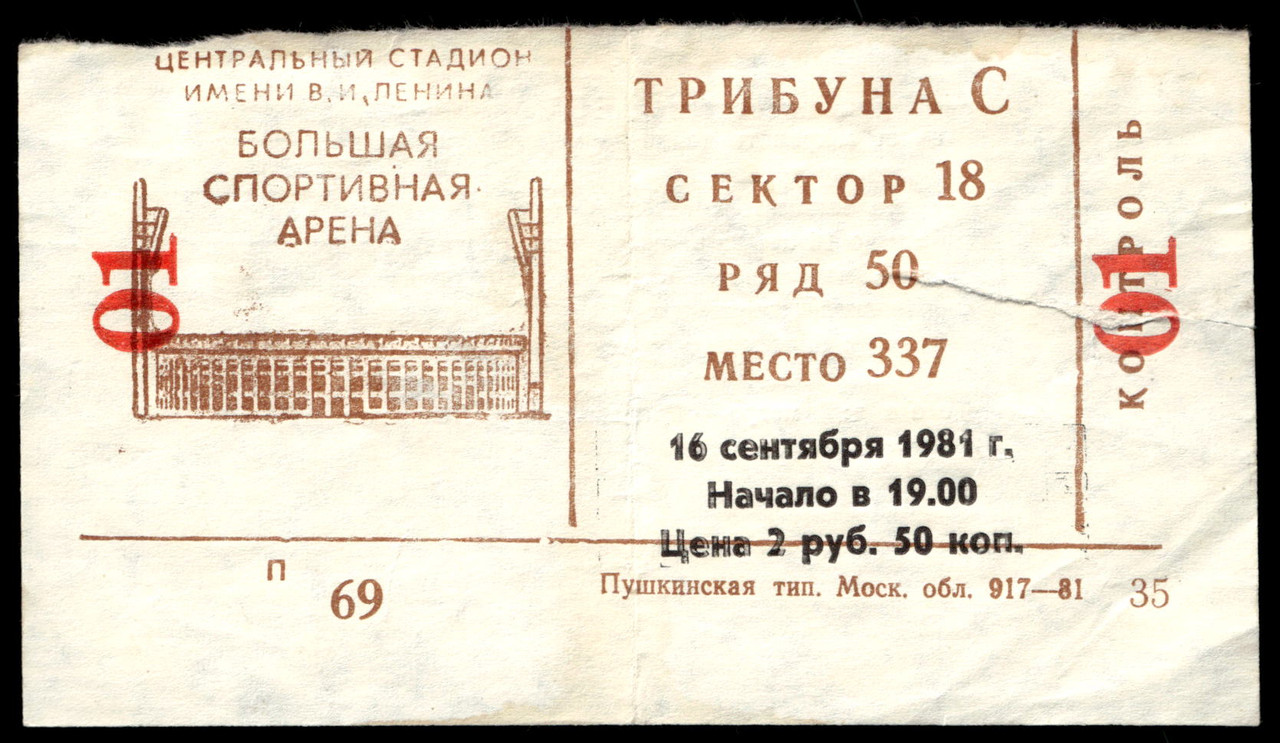 ЦЕНТРАЛЬНЫЙ СТАДИОН
ИМЕНИ В. И. ЛЕНИНА
БОЛЬШАЯ
СПОРТИВНАЯ
АРЕНА
01
П
69
ТРИБУНА С
СЕКТОР 18
РЯД 50
МЕСТО 337
16 сентября 1981 г.
Начало в 19.00
Цена 2 руб. 50 коп.
Пушкинская тип. Моск. обл. 917—81
35
КОНТРОЛЬ
01